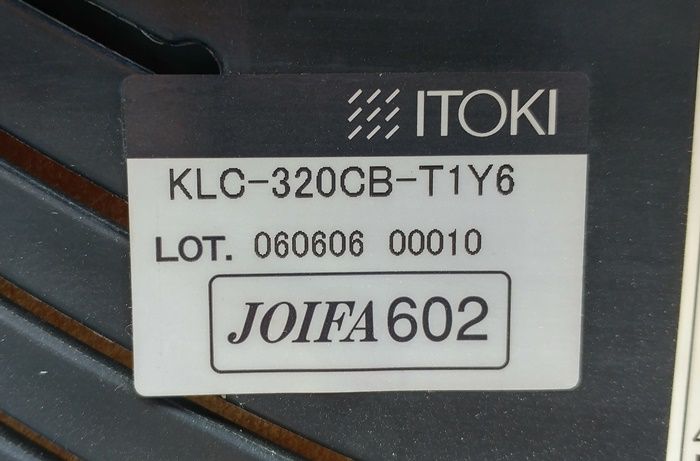 ITOKI
KLC-320CB-T1Y6
LOT. 060606 00010
JOIFA602